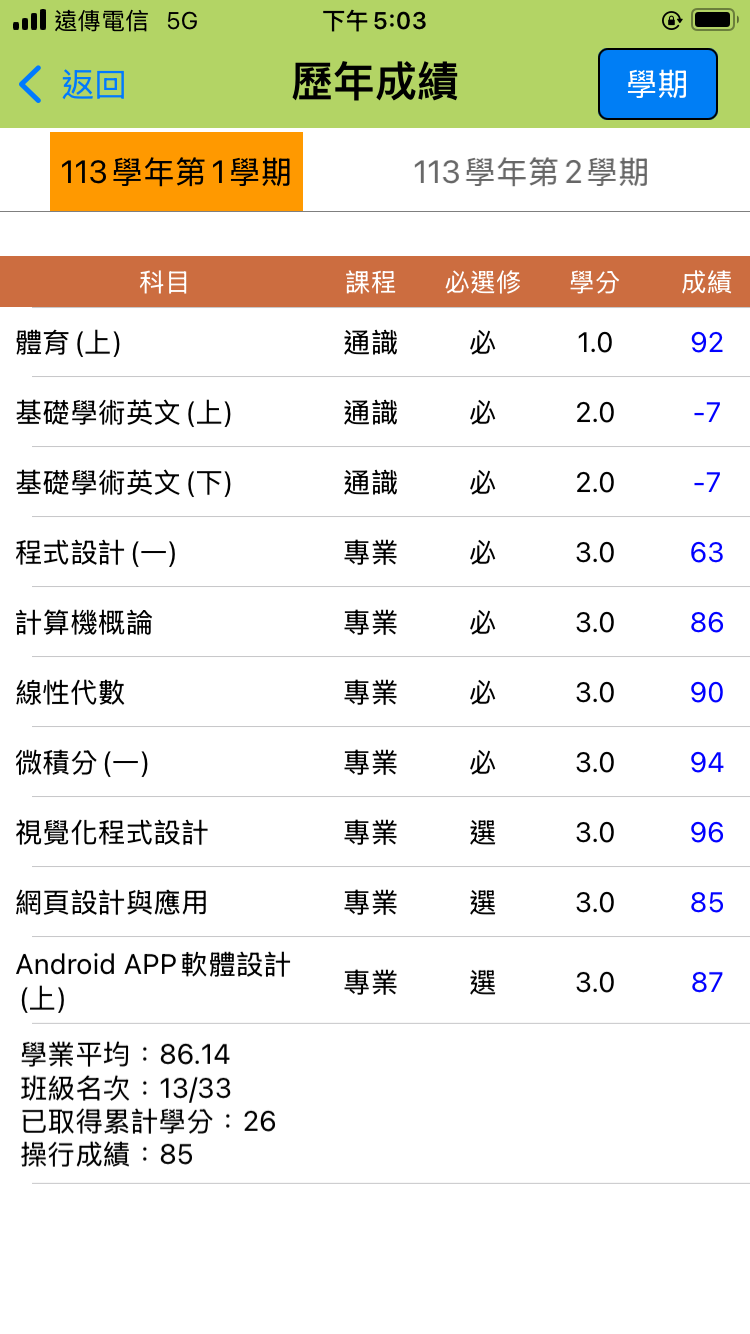 遠傳電信 5G 下午5:03
返回 歷年成績 學期
113學年第1學期 113學年第2學期
科目 課程 必選修 學分 成績
體育(上) 通識 必 1.0 92
基礎學術英文(上) 通識 必 2.0 -7
基礎學術英文(下) 通識 必 2.0 -7
程式設計(一) 專業 必 3.0 63
計算機概論 專業 必 3.0 86
線性代數 專業 必 3.0 90
微積分(一) 專業 必 3.0 94
視覺化程式設計 專業 選 3.0 96
網頁設計與應用 專業 選 3.0 85
Android APP軟體設計
(上) 專業 選 3.0 87
學業平均：86.14
班級名次：13/33
已取得累計學分：26
操行成績：85